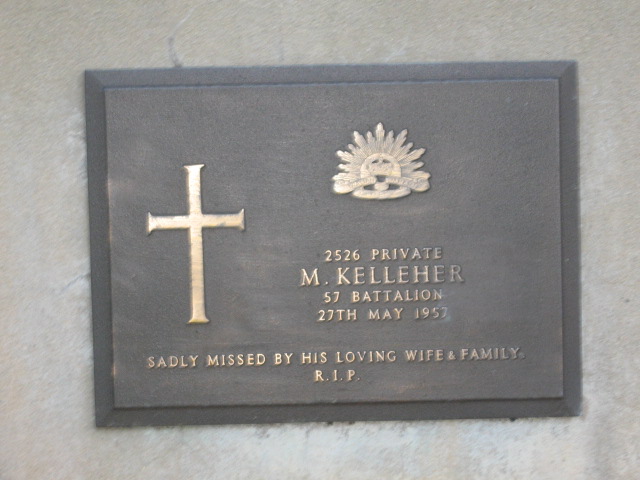 2526 PRIVATE
M. KELLEHER
57 BATTALION
27TH MAY 1957
SADLY MISSED BY HIS LOVING WIFE & FAMILY.
R.I.P.